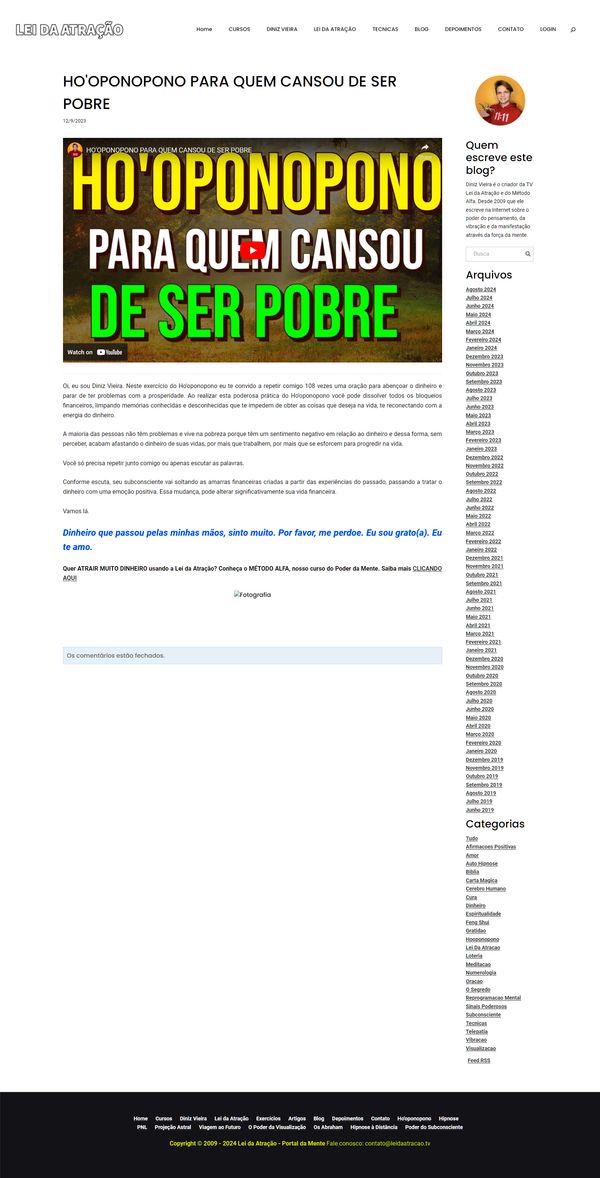 LEI DA ATRAÇÃO
Home CURSOS DINIZ VIEIRA LEI DA ATRAÇÃO TECNICAS BLOG DEPOIMENTOS CONTATO LOGIN
HO'OPONOPONO PARA QUEM CANSOU DE SER
POBRE
12/9/2023
HO'OPONOPONO PARA QUEM CANSOU DE SER POBRE
HO'OPONOPONO
PARA QUEM CANSOU
DE SER POBRE
Watch on YouTube
Oi, eu sou Diniz Vieira. Neste exercício do Ho'oponopono eu te convido a repetir comigo 108 vezes uma oração para abençoar o dinheiro e
parar de ter problemas com a prosperidade. Ao realizar esta poderosa prática do Ho'oponopono você pode dissolver todos os bloqueios
financeiros, limpando memórias conhecidas e desconhecidas que te impedem de obter as coisas que deseja na vida, te reconectando com a
energia do dinheiro.
A maioria das pessoas não têm problemas e vive na pobreza porque têm um sentimento negativo em relação ao dinheiro e dessa forma, sem
perceber, acabam afastando o dinheiro de suas vidas, por mais que trabalhem, por mais que se esforcem para progredir na vida.
Você só precisa repetir junto comigo ou apenas escutar as palavras.
Conforme escuta, seu subconsciente vai soltando as amarras financeiras criadas a partir das experiências do passado, passando a tratar o
dinheiro com uma emoção positiva. Essa mudança, pode alterar significativamente sua vida financeira.
Vamos lá.
Dinheiro que passou pelas minhas mãos, sinto muito. Por favor, me perdoe. Eu sou grato(a). Eu
te amo.
Quer ATRAIR MUITO DINHEIRO usando a Lei da Atração? Conheça o MÉTODO ALFA, nosso curso do Poder da Mente. Saiba mais CLICANDO
AQUI
Fotografia
Os comentários estão fechados.
11:11
Quem
escreve este
blog?
Diniz Vieira é o criador da TV
Lei da Atração e do Método
Alfa. Desde 2009 que ele
escreve na Internet sobre o
poder do pensamento, da
vibração e da manifestação
através da força da mente.
Busca
Arquivos
Agosto 2024
Julho 2024
Junho 2024
Maio 2024
Abril 2024
Março 2024
Fevereiro 2024
Janeiro 2024
Dezembro 2023
Novembro 2023
Outubro 2023
Setembro 2023
Agosto 2023
Julho 2023
Junho 2023
Maio 2023
Abril 2023
Março 2023
Fevereiro 2023
Janeiro 2023
Dezembro 2022
Novembro 2022
Outubro 2022
Setembro 2022
Agosto 2022
Julho 2022
Junho 2022
Maio 2022
Abril 2022
Março 2022
Fevereiro 2022
Janeiro 2022
Dezembro 2021
Novembro 2021
Outubro 2021
Setembro 2021
Agosto 2021
Julho 2021
Junho 2021
Maio 2021
Abril 2021
Março 2021
Fevereiro 2021
Janeiro 2021
Dezembro 2020
Novembro 2020
Outubro 2020
Setembro 2020
Agosto 2020
Julho 2020
Junho 2020
Maio 2020
Abril 2020
Março 2020
Fevereiro 2020
Janeiro 2020
Dezembro 2019
Novembro 2019
Outubro 2019
Setembro 2019
Agosto 2019
Julho 2019
Junho 2019
Categorias
Tudo
Afirmacoes Positivas
Amor
Auto Hipnose
Biblia
Carta Magica
Cerebro Humano
Cura
Dinheiro
Espiritualidade
Feng Shui
Gratidao
Hooponopono
Lei Da Atracao
Loteria
Meditacao
Numerologia
Oracao
O Segredo
Reprogramacao Mental
Sinais Poderosos
Subconsciente
Tecnicas
Telepatia
Vibracao
Visualizacao
Feed RSS
Home Cursos Diniz Vieira Lei da Atração Exercícios Artigos Blog Depoimentos Contato Ho'oponopono Hipnose
PNL Projeção Astral Viagem ao Futuro O Poder da Visualização Os Abraham Hipnose à Distância Poder do Subconsciente
Copyright © 2009 - 2024 Lei da Atração - Portal da Mente Fale conosco: contato@leidaatracao.tv